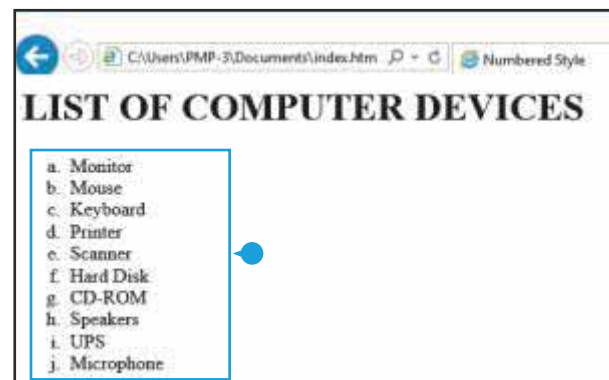 C:\Users\PMP-3\Documents\index.htm
Numbered Style
LIST OF COMPUTER DEVICES
a. Monitor
b. Mouse
c. Keyboard
d. Printer
e. Scanner
f. Hard Disk
g. CD-ROM
h. Speakers
i. UPS
j. Microphone